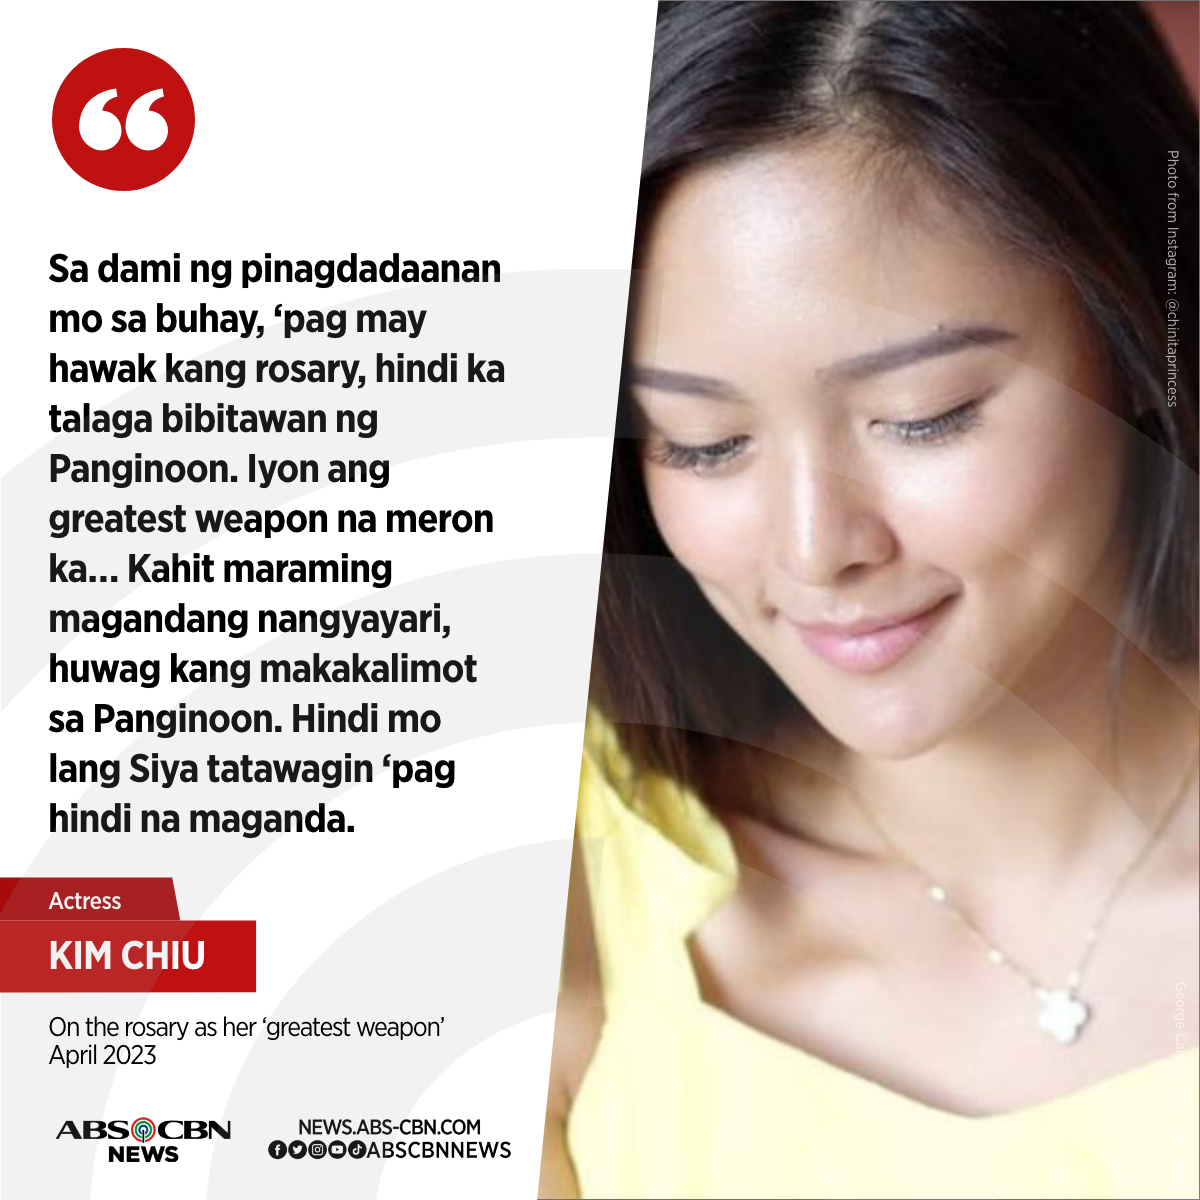 “
Sa dami ng pinagdadaanan
mo sa buhay, ‘pag may
hawak kang rosary, hindi ka
talaga bibitawan ng
Panginoon. Iyon ang
greatest weapon na meron
ka... Kahit maraming
magandang nangyayari,
huwag kang makakalimot
sa Panginoon. Hindi mo
lang Siya tatawagin ‘pag
hindi na maganda.
Actress
KIM CHIU
On the rosary as her ‘greatest weapon’
April 2023
ABS CBN
NEWS
NEWS.ABS-CBN.COM
ABSCBNNEWS
Photo from Instagram: @chinitaprincess
George